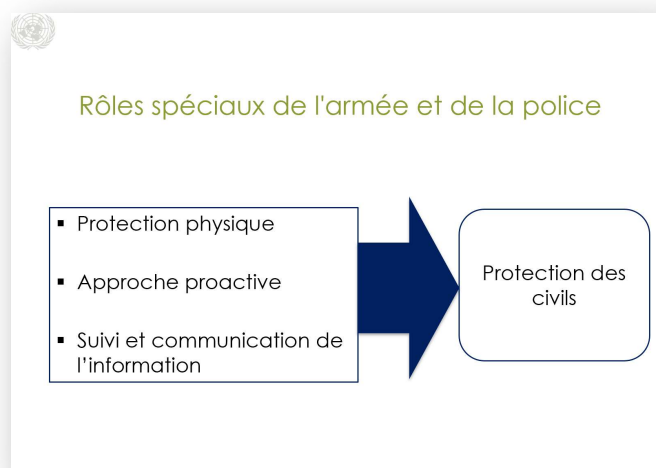 Rôles spéciaux de l'armée et de la police
▪ Protection physique
▪ Approche proactive
▪ Suivi et communication de
l’information
Protection des
civils